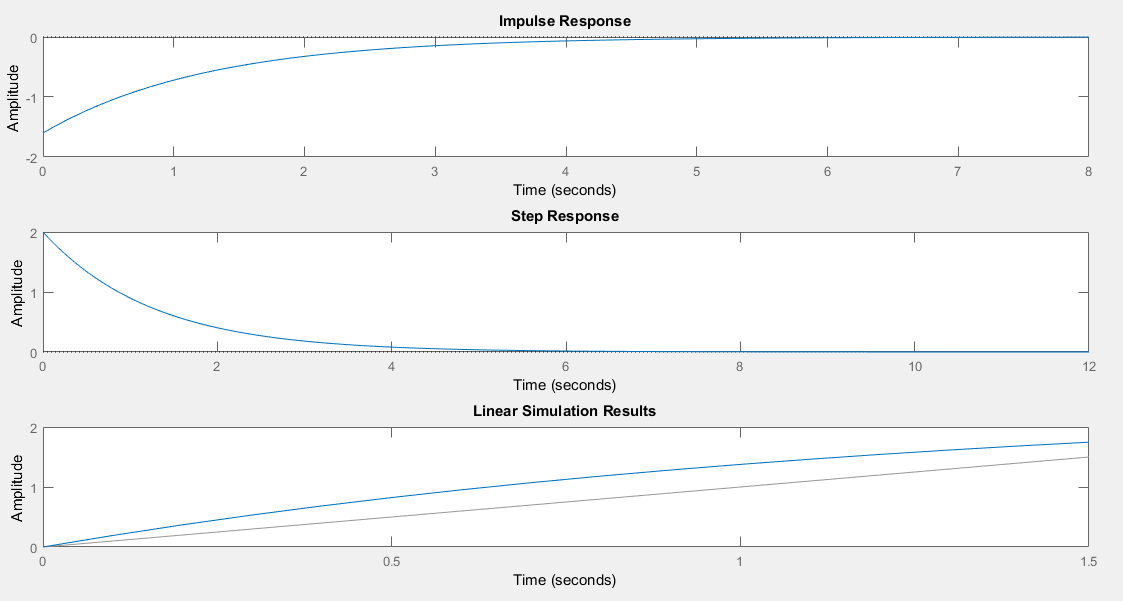 Impulse Response
0
-1
-2
Amplitude
0 1 2 3 4 5 6 7 8
Time (seconds)
Step Response
2
1
0
Amplitude
0 2 4 6 8 10 12
Time (seconds)
Linear Simulation Results
2
1
0
Amplitude
0 0.5 1 1.5
Time (seconds)